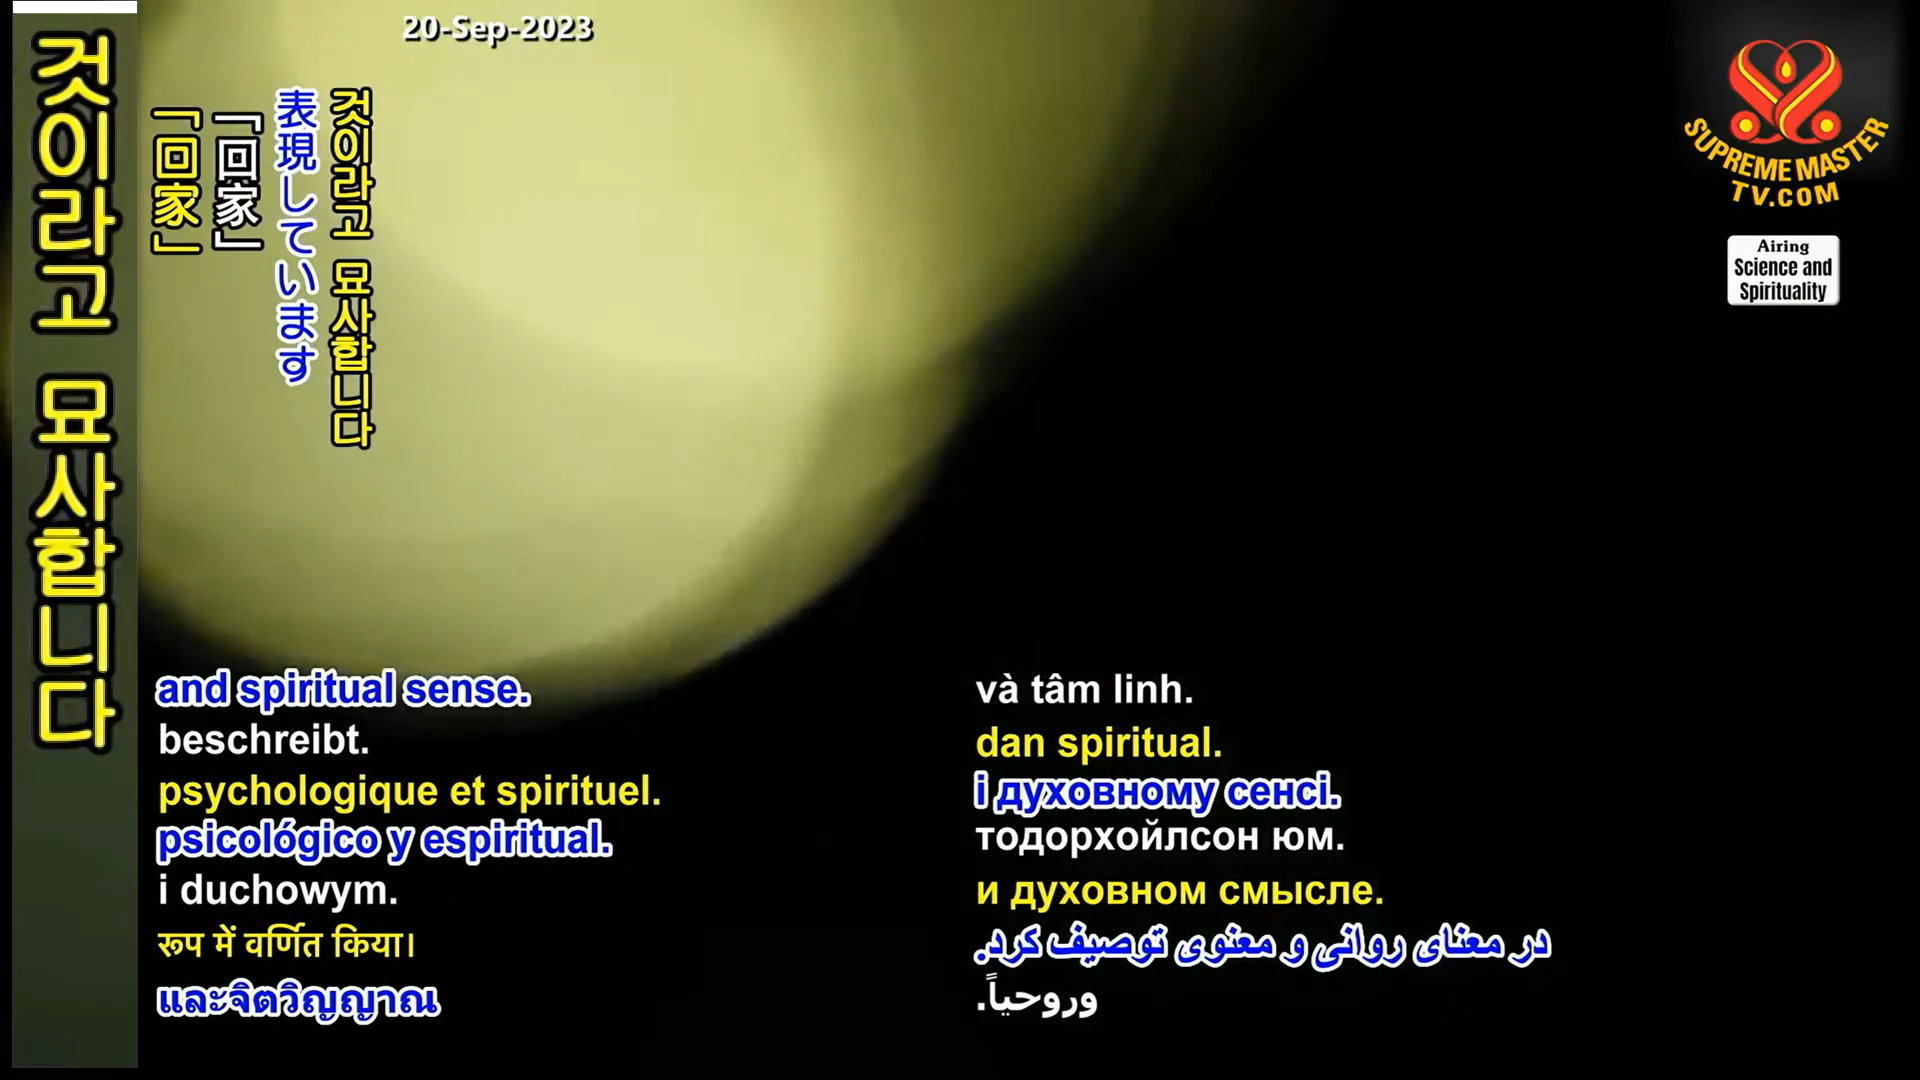 20-Sep-2023
것이라고 묘사합니다
것이라고 묘사합니다
表現しています
「回家」
「回家」
SUPREME MASTER
TV.COM
Airing
Science and
Spirituality
and spiritual sense.
beschreibt.
psychologique et spirituel.
psicológico y espiritual.
i duchowym.
रूप में वर्णित किया।
และจิตวิญญาณ
và tâm linh.
dan spiritual.
і духовному сенсі.
тодорхойлсон юм.
и духовном смысле.
در معنای روانی و معنوی توصیف کرد.
وروحياً.